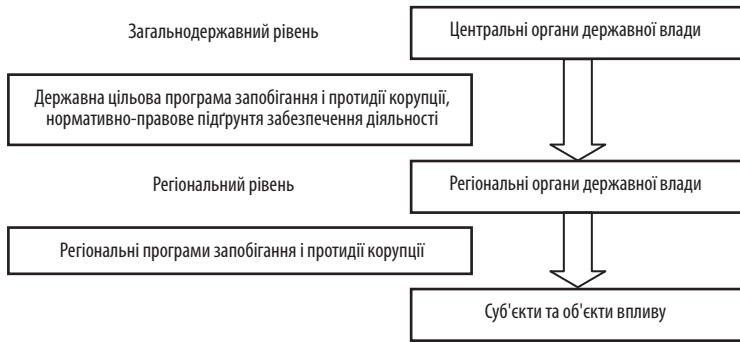 Загальнодержавний рівень
Центральні органи державної влади
Державна цільова програма запобігання і протидії корупції,
нормативно-правове підґрунтя забезпечення діяльності
Регіональний рівень
Регіональні органи державної влади
Регіональні програми запобігання і протидії корупції
Суб'єкти та об'єкти впливу